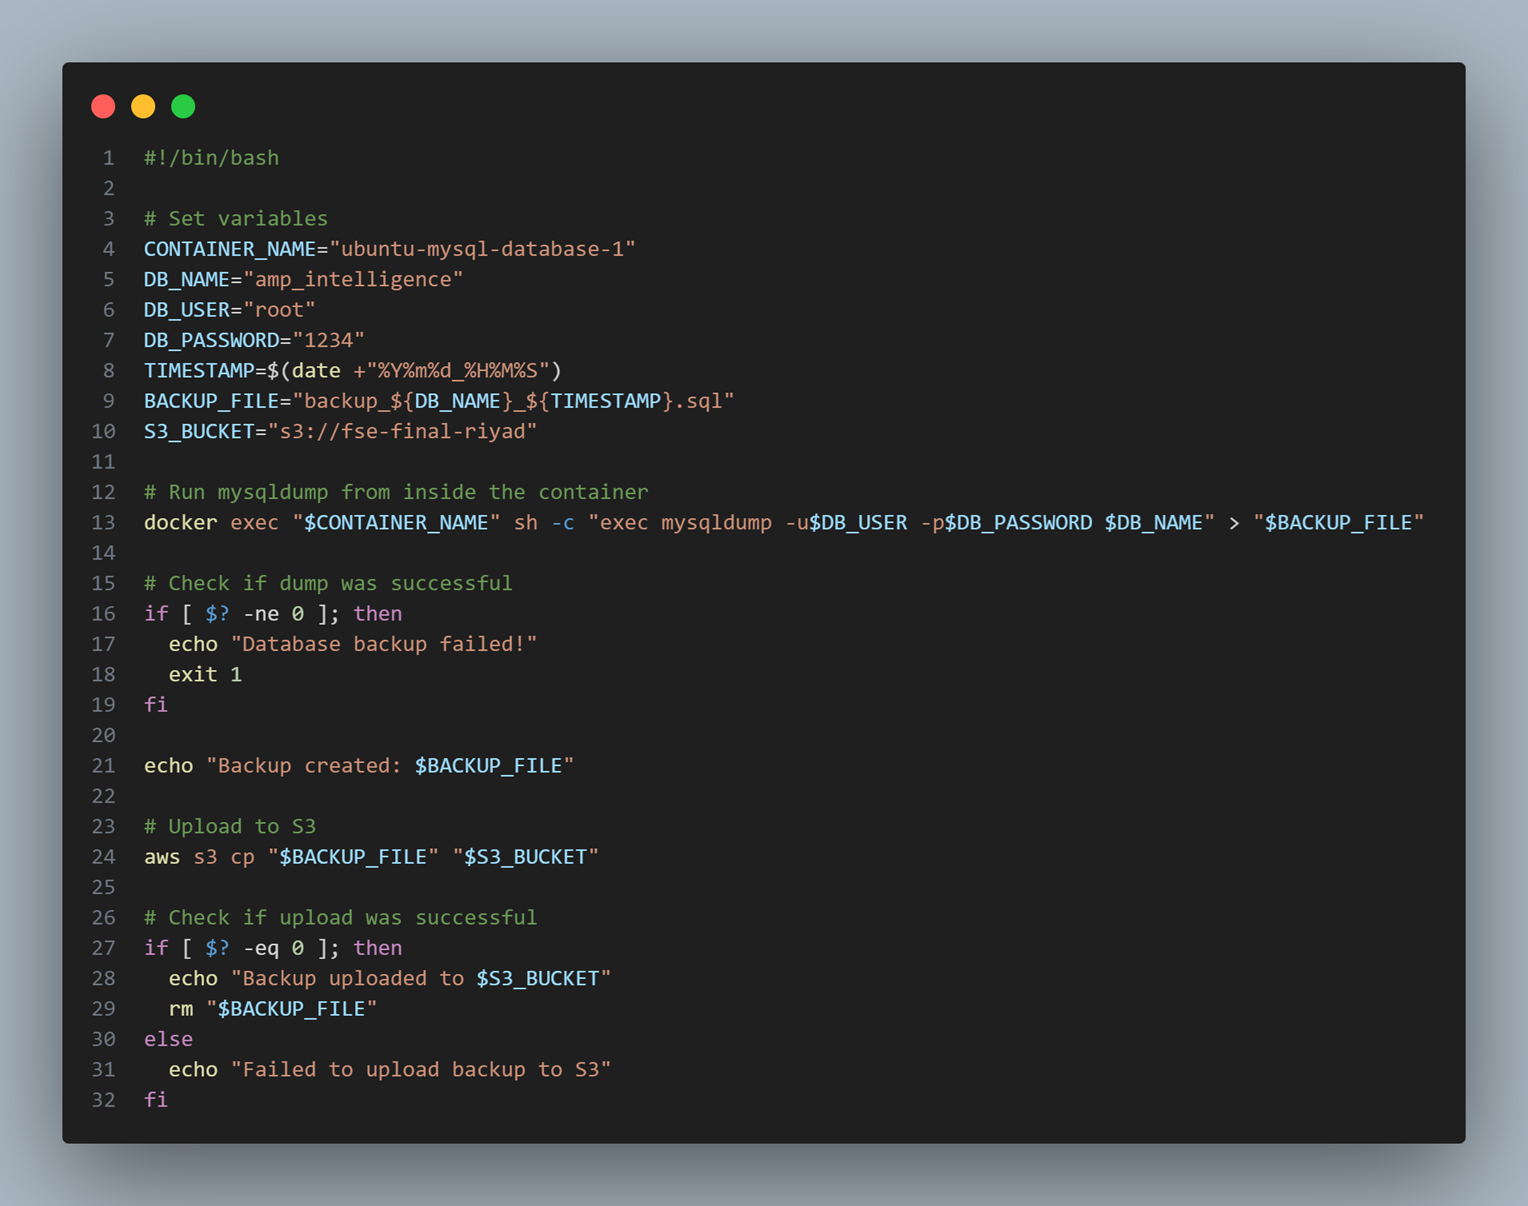 1 #!/bin/bash
2
3 # Set variables
4 CONTAINER_NAME="ubuntu-mysql-database-1"
5 DB_NAME="amp_intelligence"
6 DB_USER="root"
7 DB_PASSWORD="1234"
8 TIMESTAMP=$(date +"%Y%m%d_%H%M%S")
9 BACKUP_FILE="backup_${DB_NAME}_${TIMESTAMP}.sql"
10 S3_BUCKET="s3://fse-final-riyad"
11
12 # Run mysqldump from inside the container
13 docker exec "$CONTAINER_NAME" sh -c "exec mysqldump -u$DB_USER -p$DB_PASSWORD $DB_NAME" > "$BACKUP_FILE"
14
15 # Check if dump was successful
16 if [ $? -ne 0 ]; then
17   echo "Database backup failed!"
18   exit 1
19 fi
20
21 echo "Backup created: $BACKUP_FILE"
22
23 # Upload to S3
24 aws s3 cp "$BACKUP_FILE" "$S3_BUCKET"
25
26 # Check if upload was successful
27 if [ $? -eq 0 ]; then
28   echo "Backup uploaded to $S3_BUCKET"
29   rm "$BACKUP_FILE"
30 else
31   echo "Failed to upload backup to S3"
32 fi